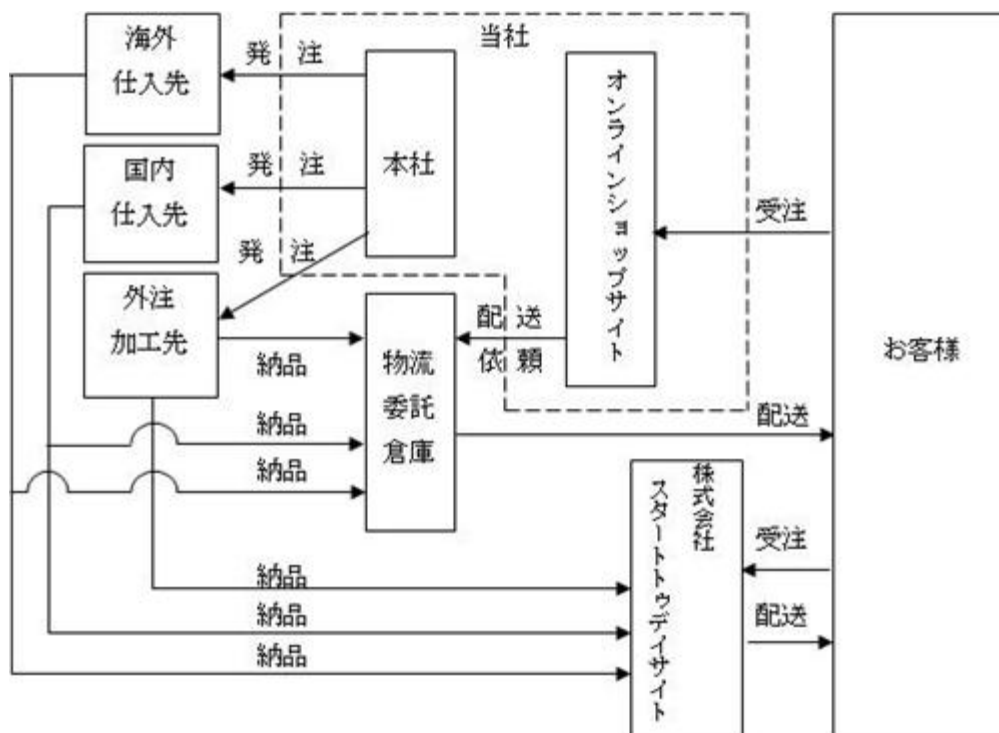 海外
仕入先
国内
仕入先
外注
加工先
発注
発注
発注
当社
本社
オンラインショップサイト
受注
配送
依頼
物流
委託
倉庫
お客様
納品
納品
納品
配送
株式会社
スタートトゥデイサイト
受注
配送
納品
納品
納品